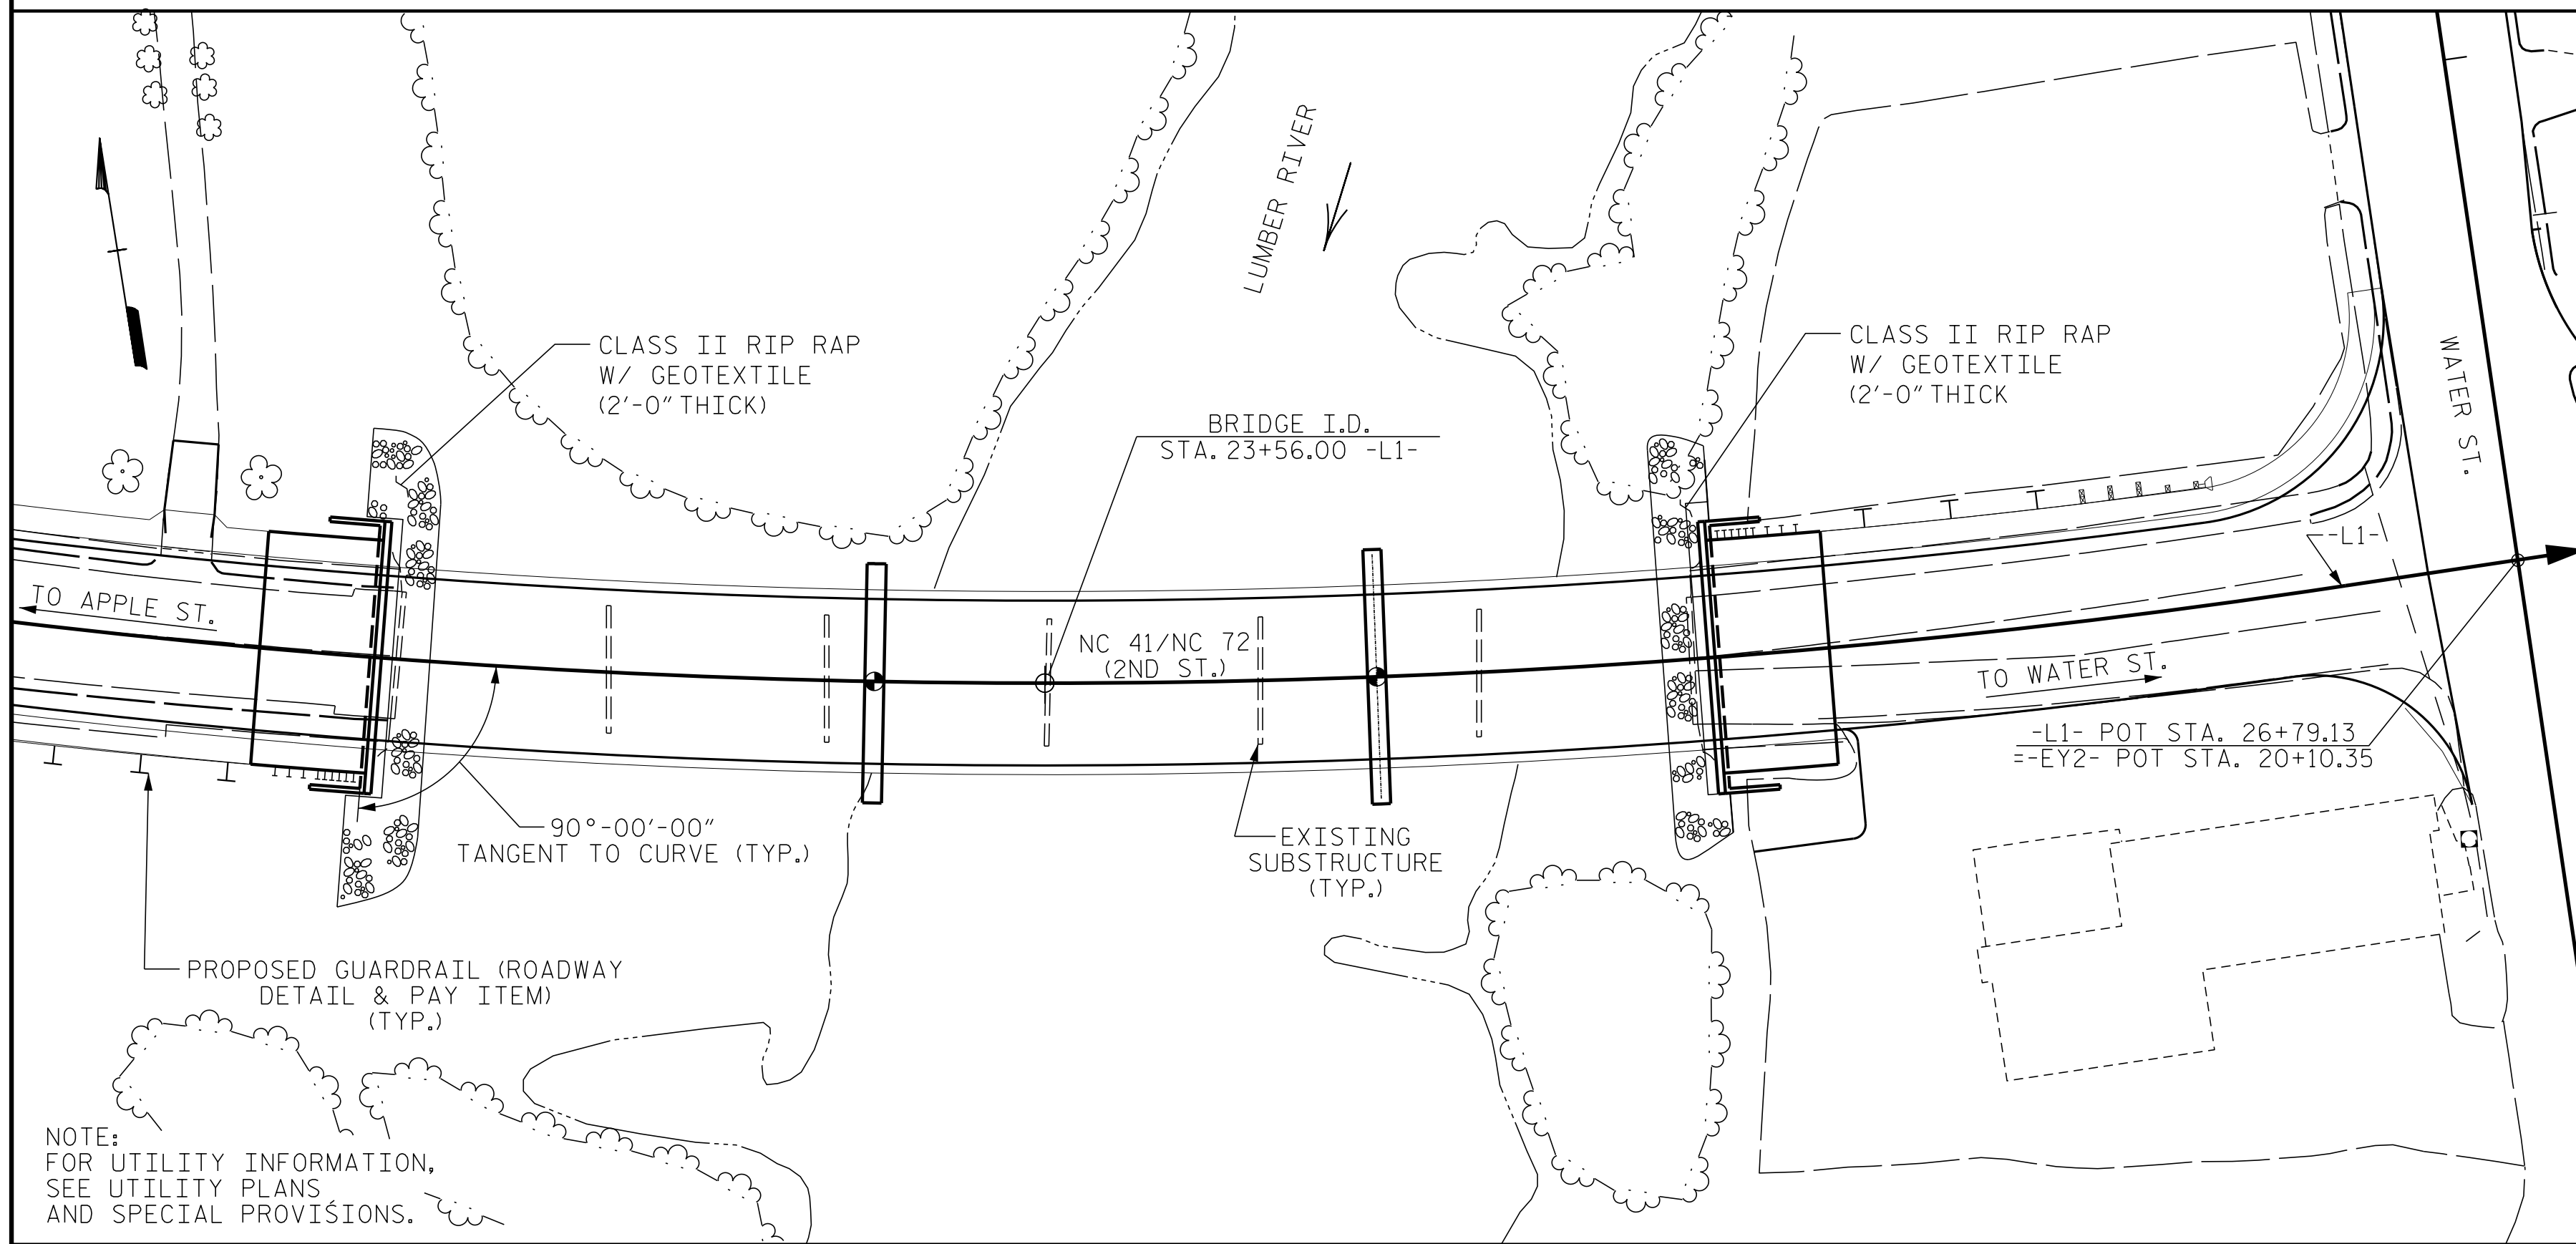 LUMBER RIVER
CLASS II RIP RAP
W/ GEOTEXTILE
(2'-0" THICK)
CLASS II RIP RAP
W/ GEOTEXTILE
(2'-0" THICK
WATER ST.
BRIDGE I.D.
STA. 23+56.00 -L1-
-L1-
TO APPLE ST.
NC 41/NC 72
(2ND ST.)
TO WATER ST.
-L1- POT STA. 26+79.13
=-EY2- POT STA. 20+10.35
90°-00'-00"
TANGENT TO CURVE (TYP.)
EXISTING
SUBSTRUCTURE
(TYP.)
PROPOSED GUARDRAIL (ROADWAY
DETAIL & PAY ITEM)
(TYP.)
NOTE:
FOR UTILITY INFORMATION,
SEE UTILITY PLANS
AND SPECIAL PROVISIONS.